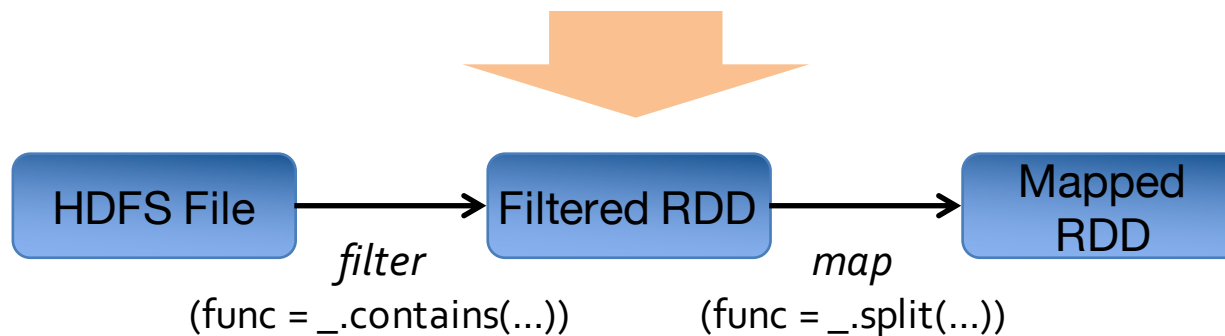 HDFS File
Filtered RDD
Mapped
RDD
filter
(func = _.contains(...))
map
(func = _.split(...))